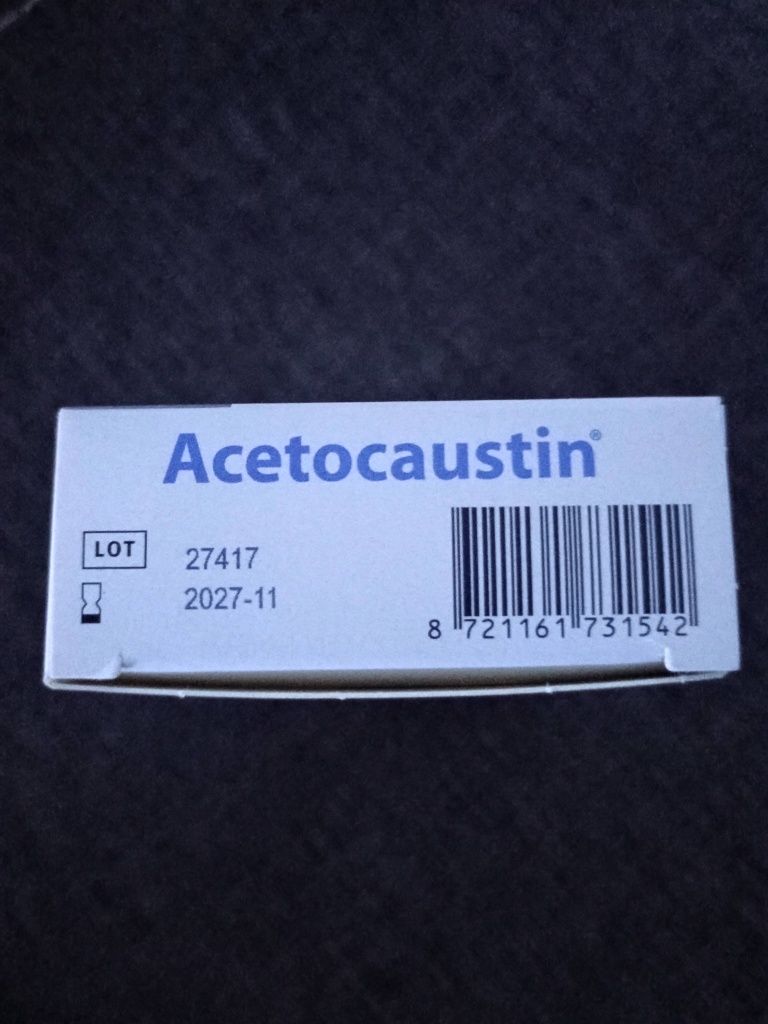 Acetocaustin®
LOT 27417
2027-11
8 721161 731542